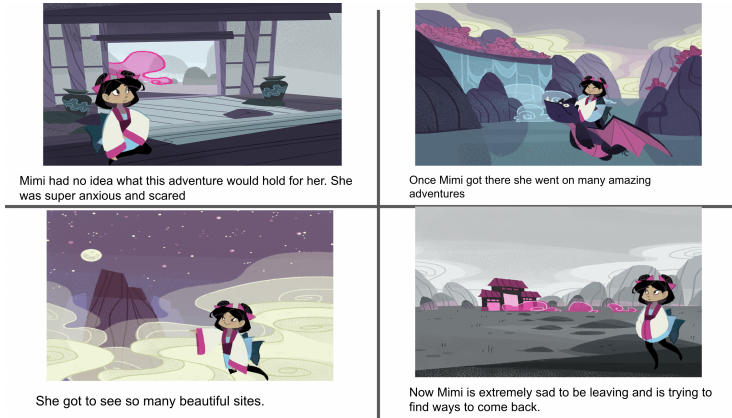 Mimi had no idea what this adventure would hold for her. She
was super anxious and scared
Once Mimi got there she went on many amazing
adventures
She got to see so many beautiful sites.
Now Mimi is extremely sad to be leaving and is trying to
find ways to come back.